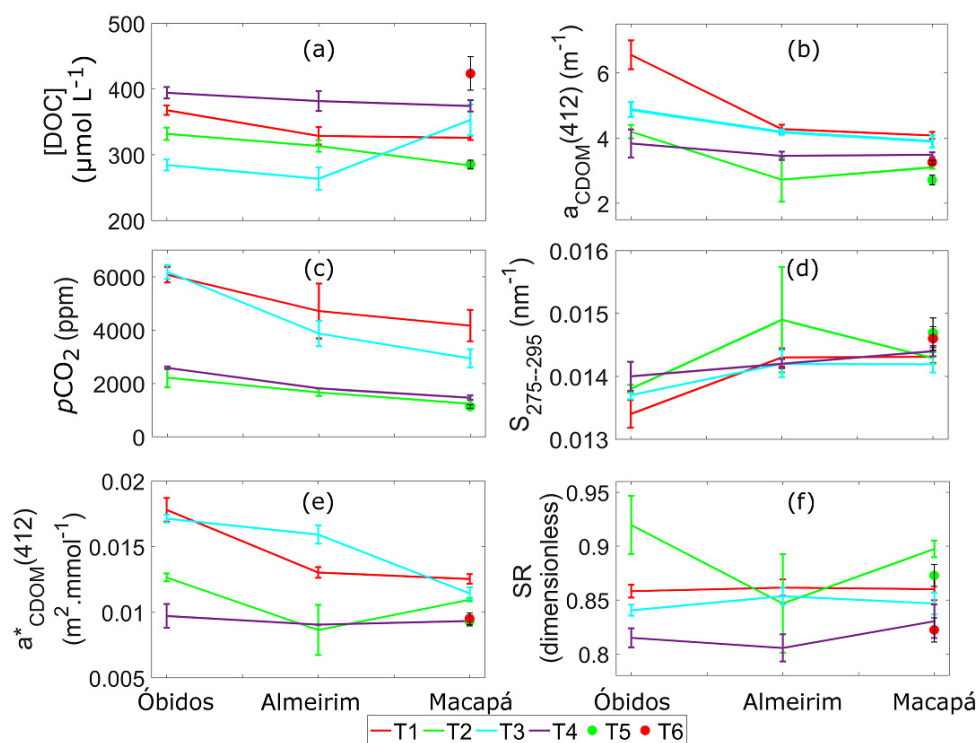 500
400
300
200
[DOC]
(µmol L-1)
(a)
6
4
2
aCDOM(412) (m-1)
(b)
6000
4000
2000
0
pCO2 (ppm)
(c)
0.016
0.015
0.014
0.013
S275--295 (nm-1)
(d)
0.02
0.015
0.01
0.005
a*CDOM(412)
(m2.mmol-1)
(e)
Óbidos Almeirim Macapá
0.95
0.9
0.85
0.8
SR
(dimensionless)
(f)
Óbidos Almeirim Macapá
T1 T2 T3 T4 T5 T6